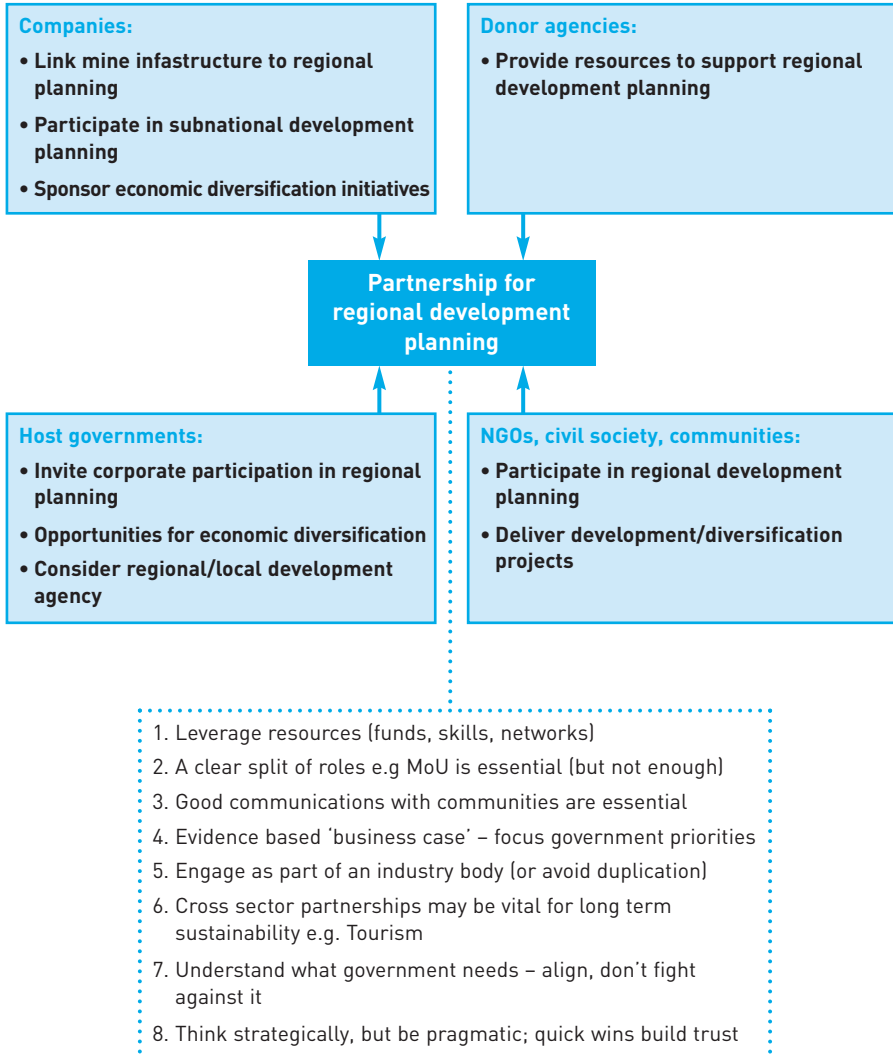 Companies:
• Link mine infastructure to regional
planning
• Participate in subnational development
planning
• Sponsor economic diversification initiatives
Donor agencies:
• Provide resources to support regional
development planning
Partnership for
regional development
planning
Host governments:
• Invite corporate participation in regional
planning
• Opportunities for economic diversification
• Consider regional/local development
agency
NGOs, civil society, communities:
• Participate in regional development
planning
• Deliver development/diversification
projects
1. Leverage resources (funds, skills, networks)
2. A clear split of roles e.g MoU is essential (but not enough)
3. Good communications with communities are essential
4. Evidence based ‘business case’ – focus government priorities
5. Engage as part of an industry body (or avoid duplication)
6. Cross sector partnerships may be vital for long term
sustainability e.g. Tourism
7. Understand what government needs – align, don’t fight
against it
8. Think strategically, but be pragmatic; quick wins build trust